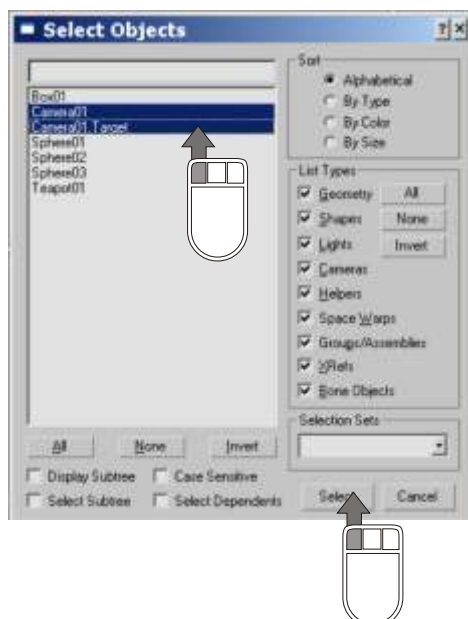 Select Objects
Box01
Camera01
Camera01.Target
Sphere01
Sphere02
Sphere03
Teapot01
All None Invert
Display Subtree Case Sensitive
Select Subtree Select Dependents
Sort
Alphabetical
By Type
By Color
By Size
List Types
Geometry All
Shapes None
Lights Invert
Cameras
Helpers
Space Warps
Groups/Assemblies
XRefs
Bone Objects
Selection Sets
Select Cancel